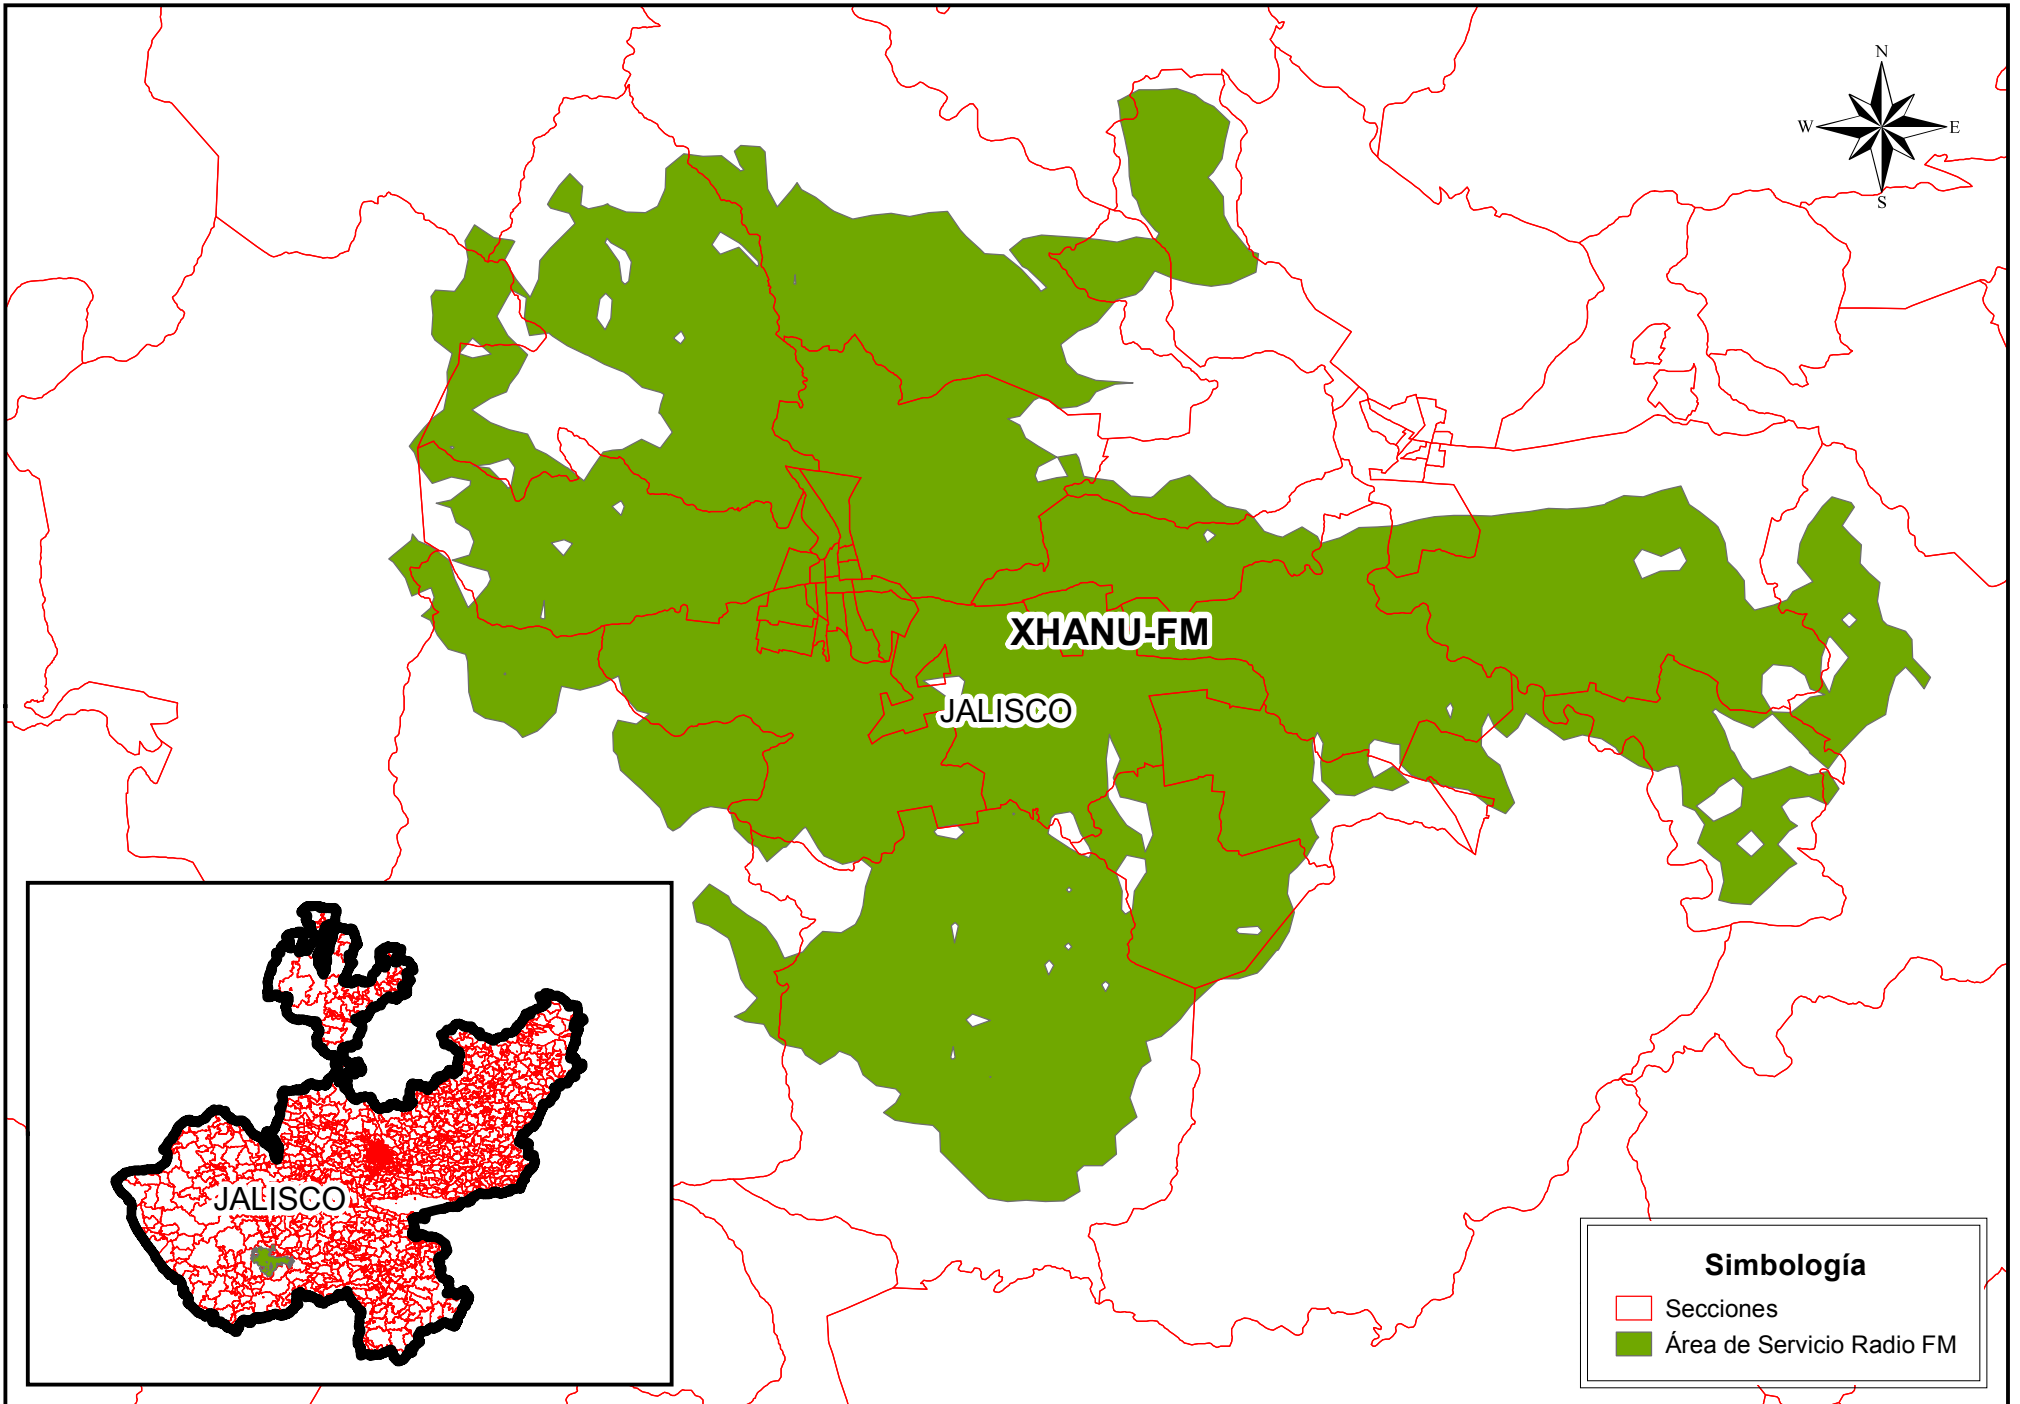 N
W E
S
XHANU-FM
JALISCO
JALISCO
Simbología
Secciones
Área de Servicio Radio FM